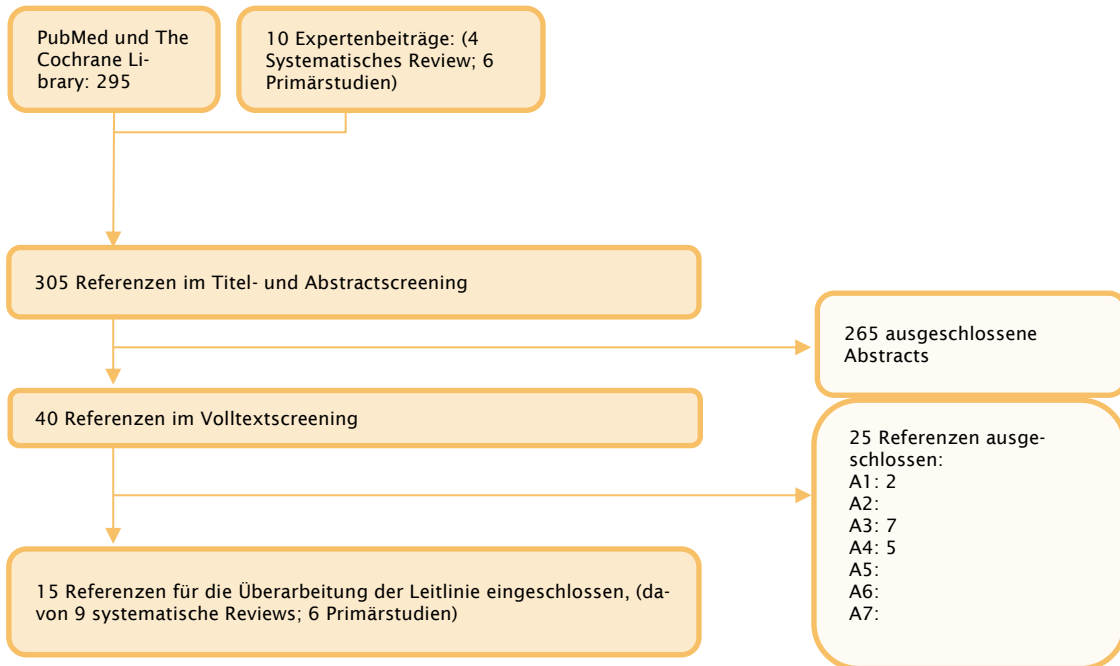 PubMed und The
Cochrane Li-
brary: 295
10 Expertenbeiträge: (4
Systematisches Review; 6
Primärstudien)
305 Referenzen im Titel- und Abstractscreening
265 ausgeschlossene
Abstracts
40 Referenzen im Volltextscreening
25 Referenzen ausge-
schlossen:
A1: 2
A2:
A3: 7
A4: 5
A5:
A6:
A7:
15 Referenzen für die Überarbeitung der Leitlinie eingeschlossen, (da-
von 9 systematische Reviews; 6 Primärstudien)